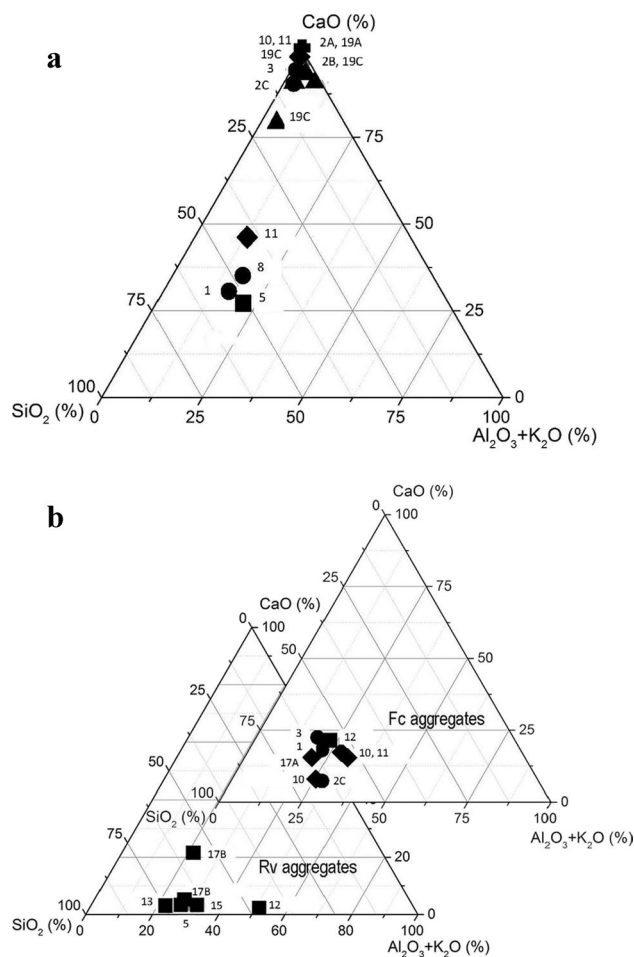 a
CaO (%)
10, 11
2A, 19A
19C
2B, 19C
3
2C
19C
25
75
50
50
11
8
1
5
75
25
100
0
SiO₂ (%)
0
25
50
75
100
Al₂O₃+K₂O (%)
b
CaO (%)
0
100
25
75
CaO (%)
0
100
50
50
25
75
75
Fc aggregates
25
3
12
1
10, 11
17A
10
2C
50
100
0
SiO₂ (%)
25
50
75
100
Al₂O₃+K₂O (%)
75
17B
Rv aggregates
20
13
17B
15
12
5
100
0
SiO₂ (%)
0
20
40
60
80
100
Al₂O₃+K₂O (%)